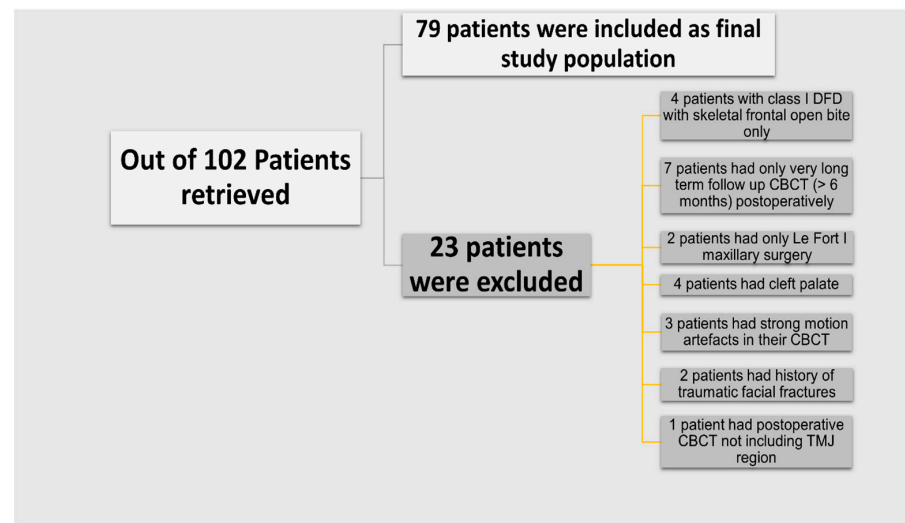 79 patients were included as final
study population
Out of 102 Patients
retrieved
23 patients
were excluded
4 patients with class I DFD
with skeletal frontal open bite
only
7 patients had only very long
term follow up CBCT (> 6
months) postoperatively
2 patients had only Le Fort I
maxillary surgery
4 patients had cleft palate
3 patients had strong motion
artefacts in their CBCT
2 patients had history of
traumatic facial fractures
1 patient had postoperative
CBCT not including TMJ
region